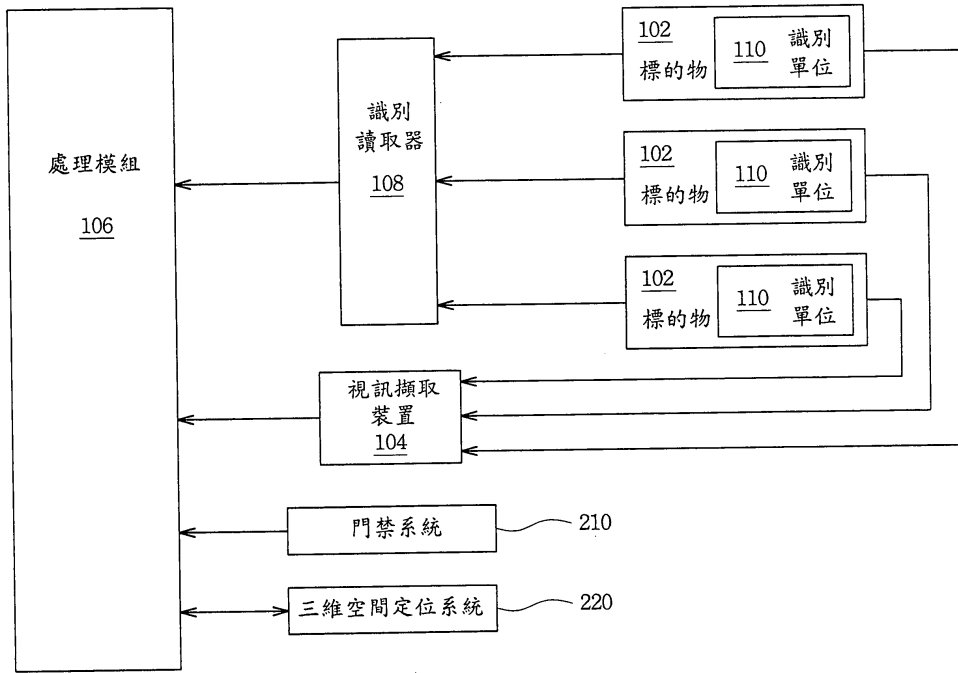 處理模組
106
識別
讀取器
108
102
標的物
110
識別
單位
102
標的物
110
識別
單位
102
標的物
110
識別
單位
視訊擷取
裝置
104
門禁系統
210
三維空間定位系統
220